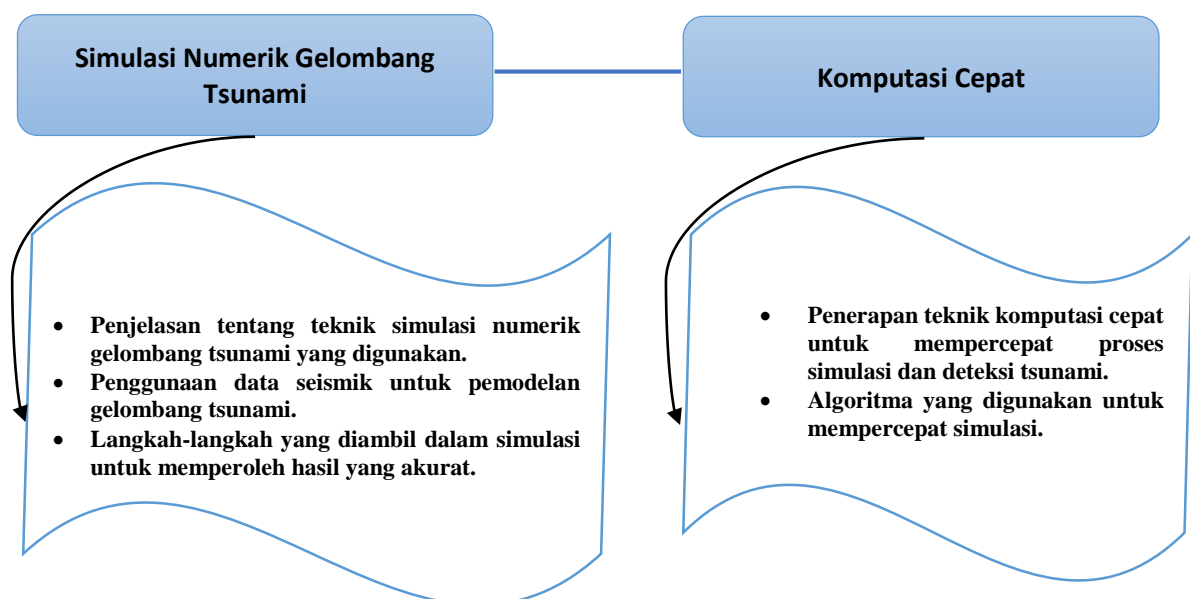 Simulasi Numerik Gelombang
Tsunami
Komputasi Cepat
• Penjelasan tentang teknik simulasi numerik
gelombang tsunami yang digunakan.
• Penggunaan data seismik untuk pemodelan
gelombang tsunami.
• Langkah-langkah yang diambil dalam simulasi
untuk memperoleh hasil yang akurat.
• Penerapan teknik komputasi cepat
untuk mempercepat proses
simulasi dan deteksi tsunami.
• Algoritma yang digunakan untuk
mempercepat simulasi.